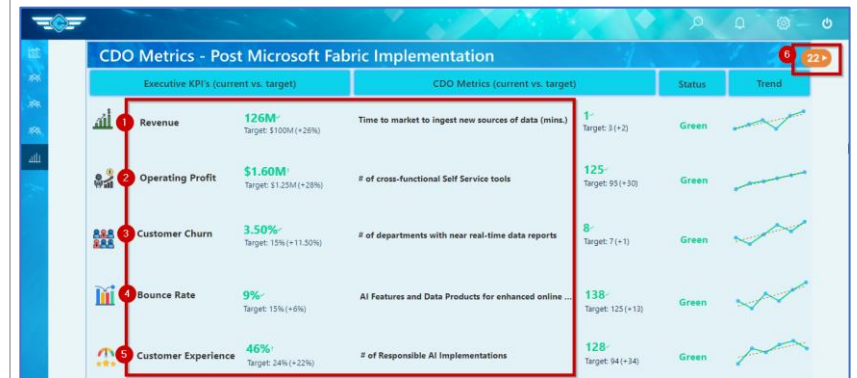 CDO Metrics - Post Microsoft Fabric Implementation
6
22
Executive KPI's (current vs. target)
CDO Metrics (current vs. target)
Status
Trend
1
Revenue
126M
Target: $100M (+26%)
Time to market to ingest new sources of data (mins.)
1
Target: 3 (+2)
Green
2
Operating Profit
$1.60M
Target: $1.25M (+28%)
# of cross-functional Self Service tools
125
Target: 95 (+30)
Green
3
Customer Churn
3.50%
Target: 15% (+11.50%)
# of departments with near real-time data reports
8
Target: 7 (+1)
Green
4
Bounce Rate
9%
Target: 15% (+6%)
AI Features and Data Products for enhanced online ...
138
Target: 125 (+13)
Green
5
Customer Experience
46%
Target: 24% (+22%)
# of Responsible AI Implementations
128
Target: 94 (+34)
Green